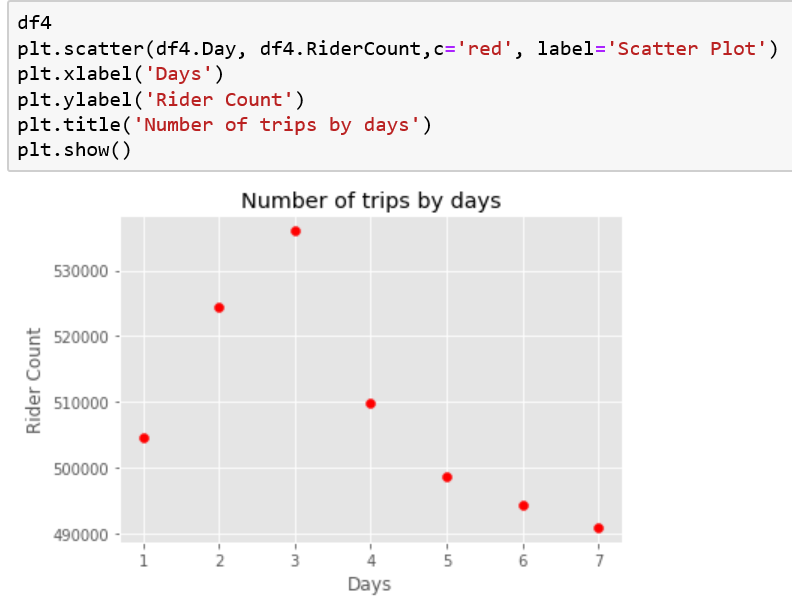 df4
plt.scatter(df4.Day, df4.RiderCount,c='red', label='Scatter Plot')
plt.xlabel('Days')
plt.ylabel('Rider Count')
plt.title('Number of trips by days')
plt.show()
Number of trips by days
530000
520000
510000
500000
490000
Rider Count
1 2 3 4 5 6 7
Days